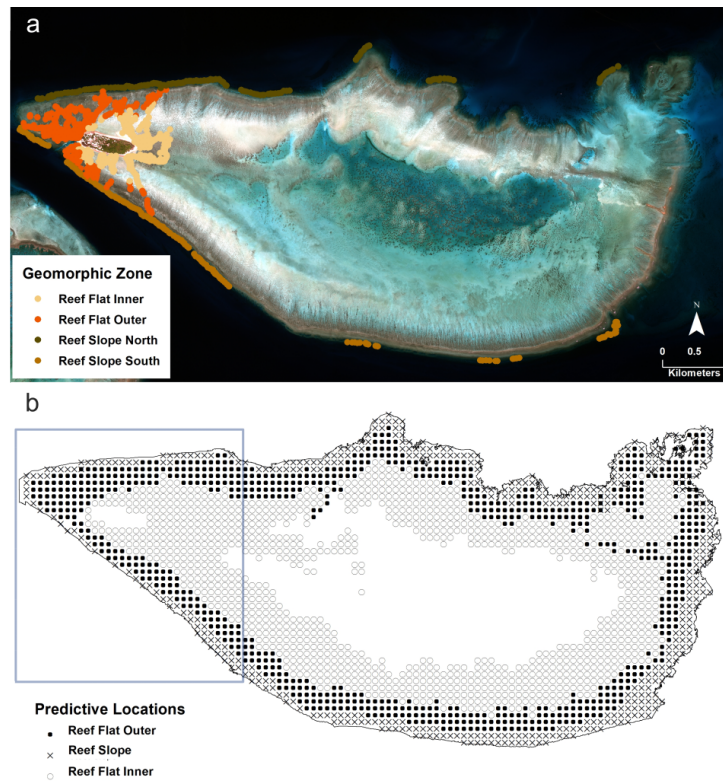 a
Geomorphic Zone
Reef Flat Inner
Reef Flat Outer
Reef Slope North
Reef Slope South
N
0 0.5
Kilometers
b
Predictive Locations
Reef Flat Outer
Reef Slope
Reef Flat Inner